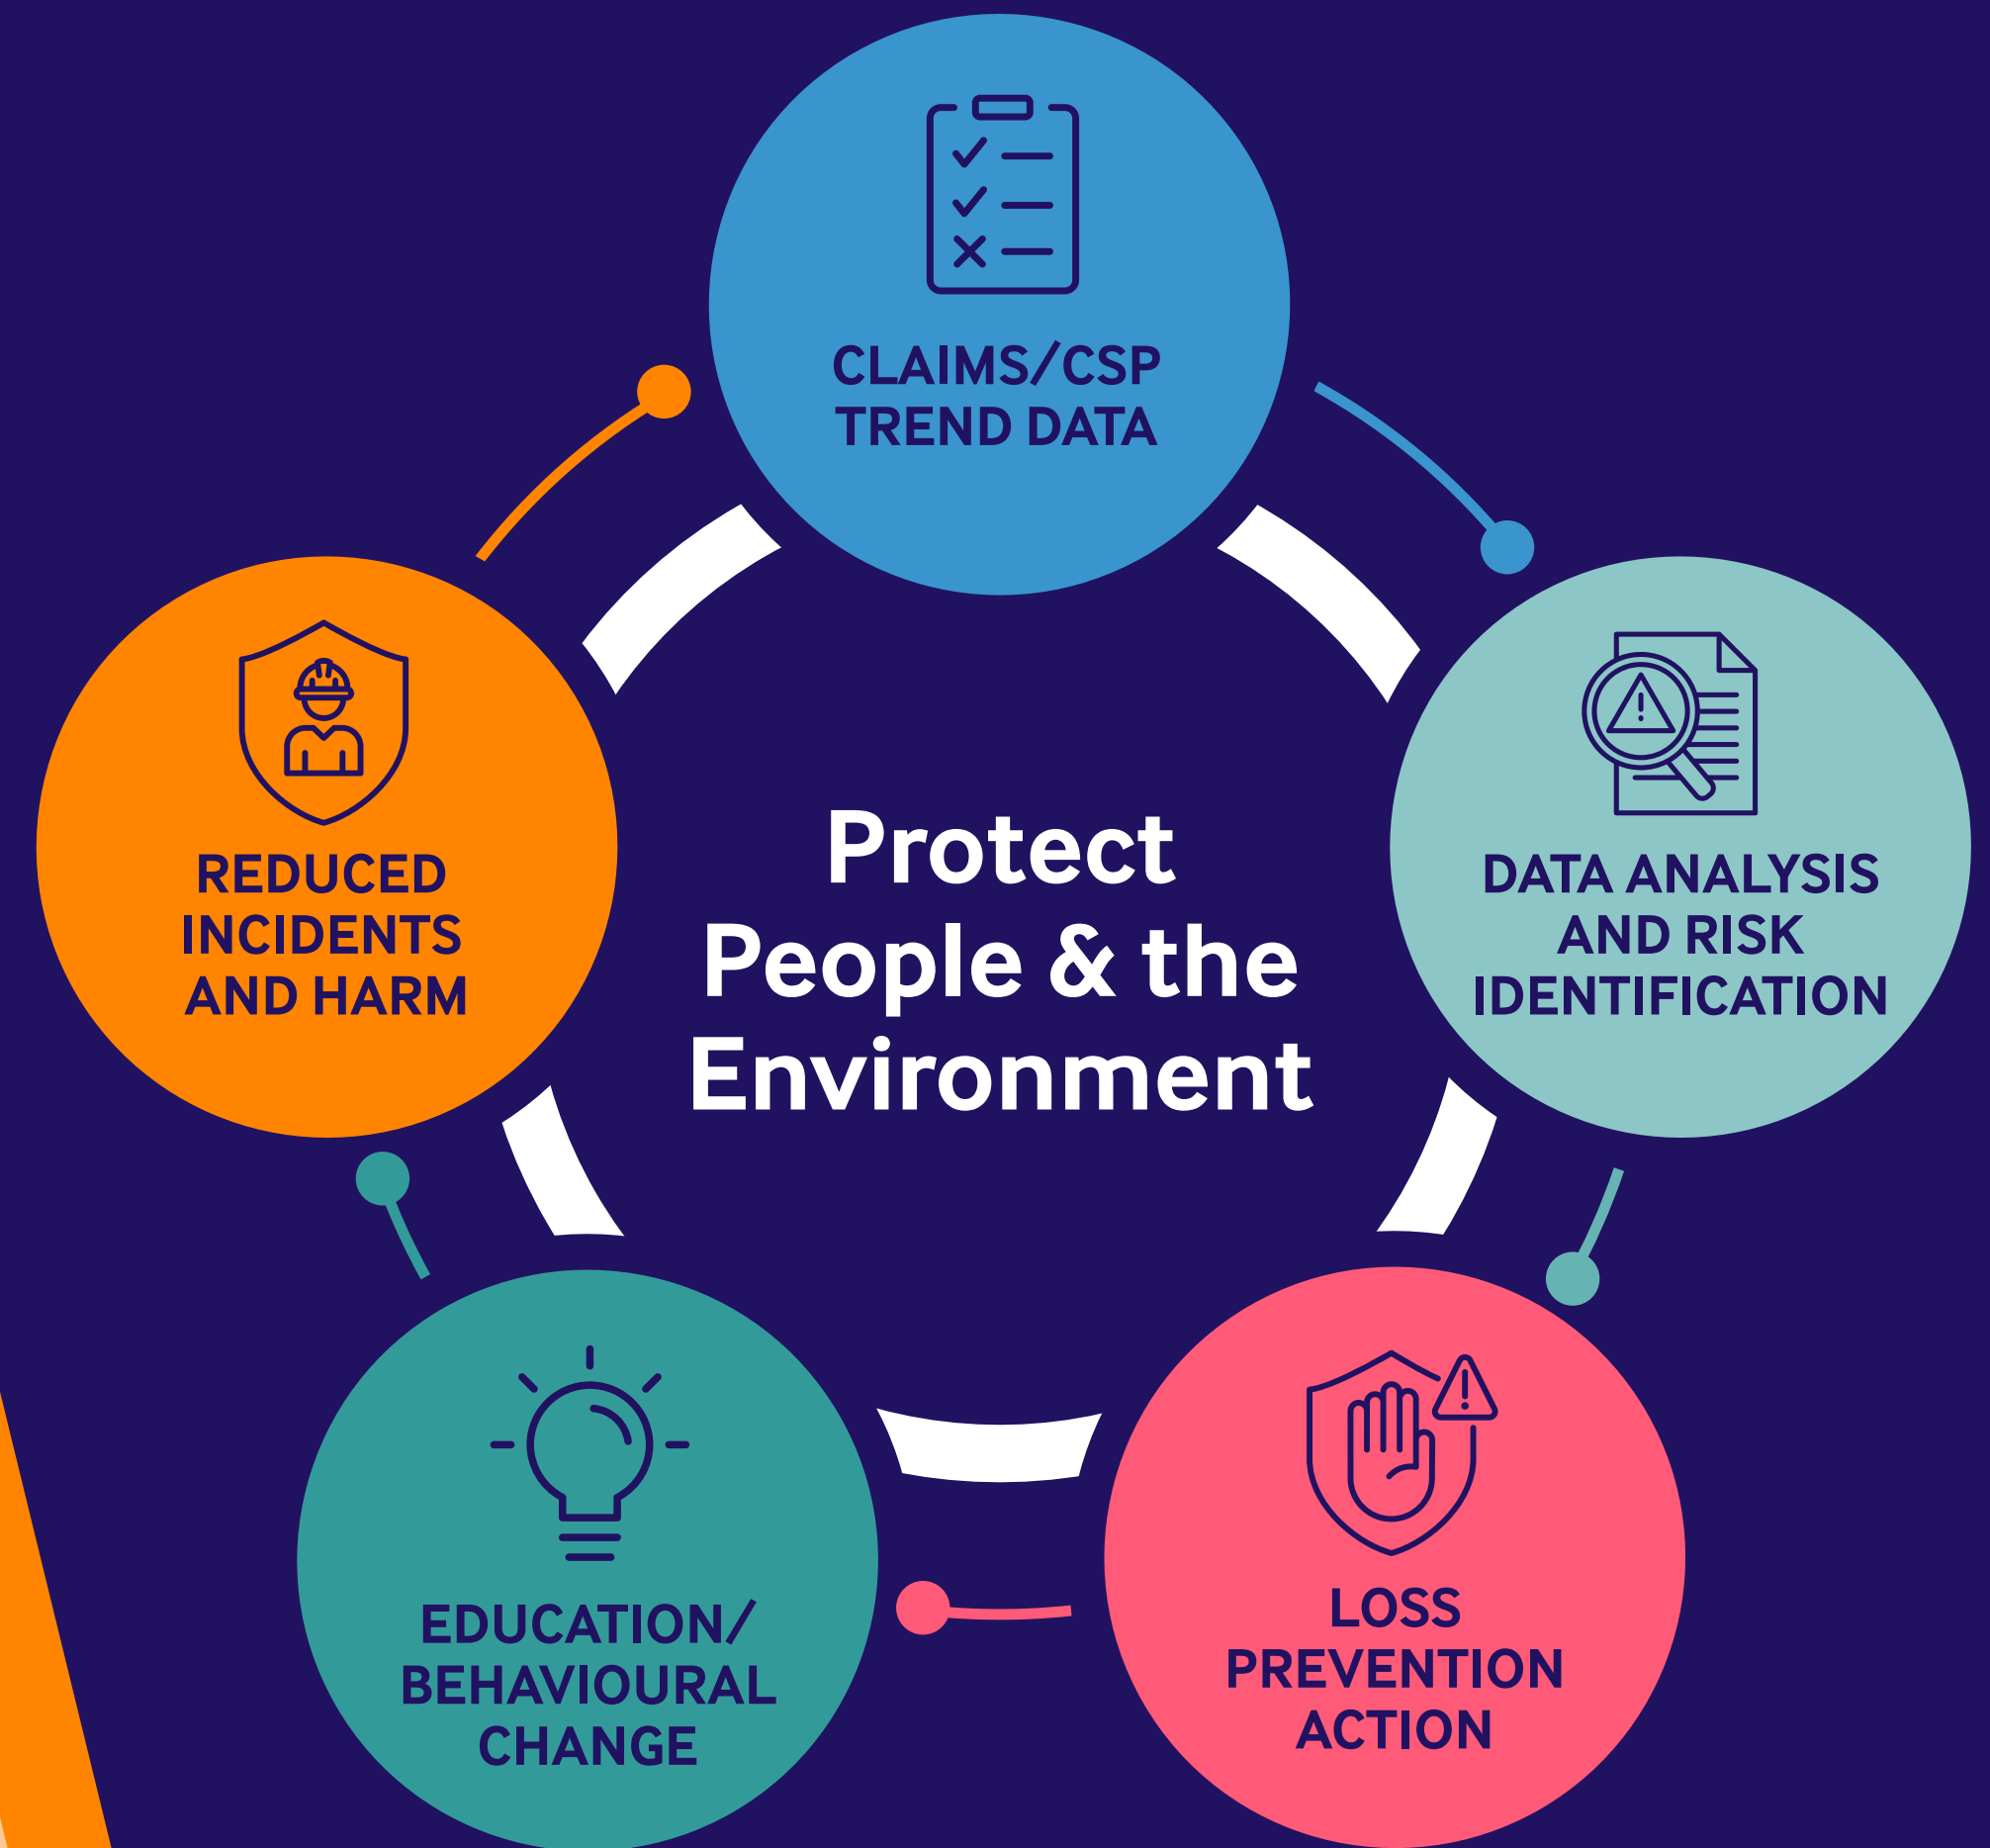 CLAIMS/CSP
TREND DATA
DATA ANALYSIS
AND RISK
IDENTIFICATION
LOSS
PREVENTION
ACTION
EDUCATION/
BEHAVIOURAL
CHANGE
REDUCED
INCIDENTS
AND HARM
Protect
People & the
Environment